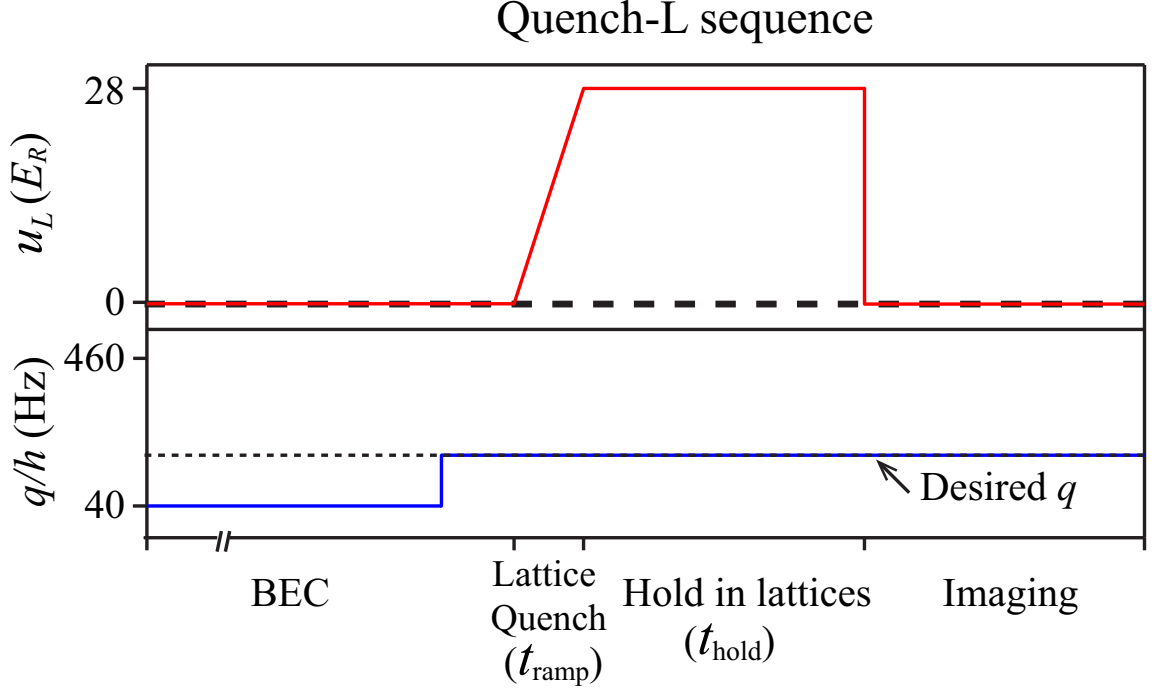 Quench-L sequence
28
u_L (E_R)
0
460
q/h (Hz)
40
Desired q
BEC
Lattice
Quench
(t_ramp)
Hold in lattices
(t_hold)
Imaging